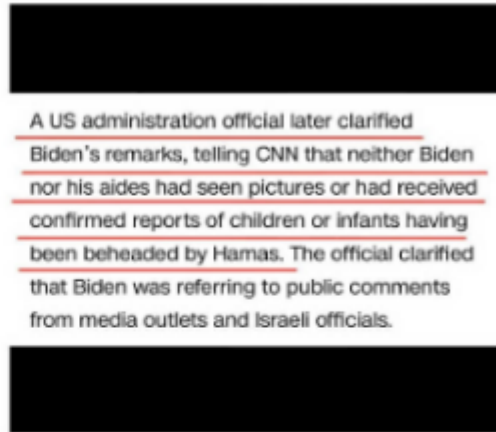 A US administration official later clarified
Biden's remarks, telling CNN that neither Biden
nor his aides had seen pictures or had received
confirmed reports of children or infants having
been beheaded by Hamas. The official clarified
that Biden was referring to public comments
from media outlets and Israeli officials.